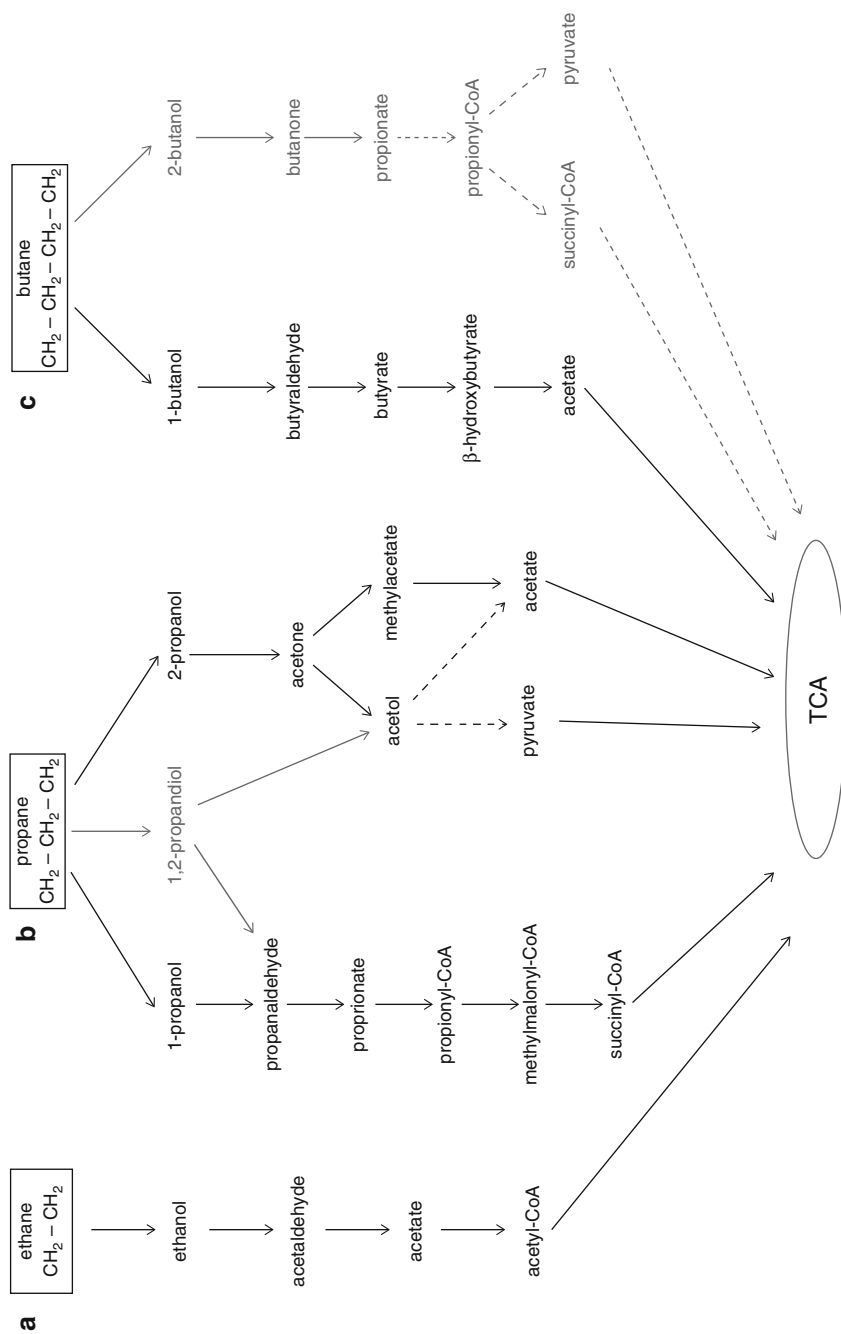 a
ethane
CH₂ – CH₂
ethanol
acetaldehyde
acetate
acetyl-CoA
b
propane
CH₂ – CH₂ – CH₂
1-propanol
1,2-propandiol
2-propanol
propanaldehyde
acetone
proprionate
acetol
methylacetate
propionyl-CoA
pyruvate
acetate
methylmalonyl-CoA
succinyl-CoA
c
butane
CH₂ – CH₂ – CH₂ – CH₂
1-butanol
2-butanol
butyraldehyde
butanone
butyrate
propionate
β-hydroxybutyrate
propionyl-CoA
acetate
succinyl-CoA
pyruvate
TCA